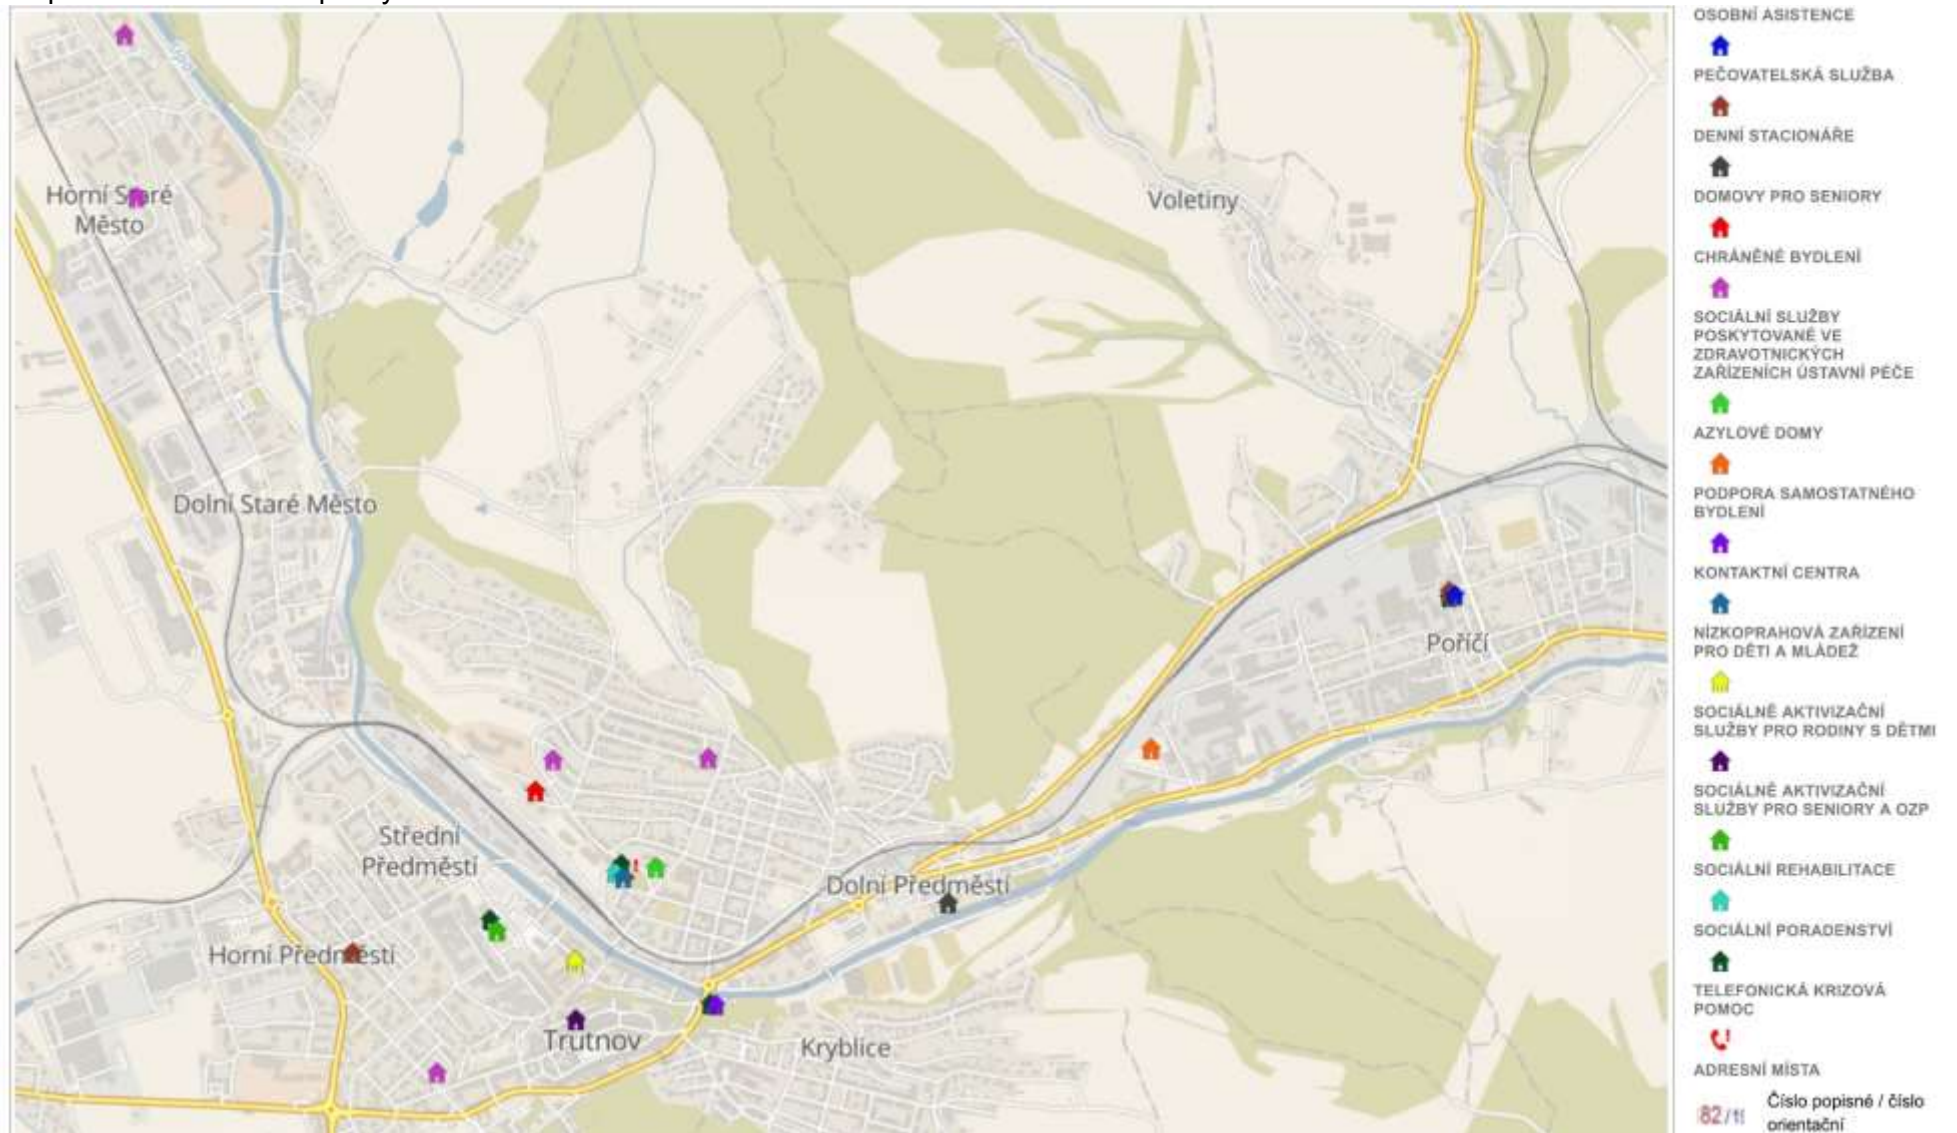 Horní Staré
Město
Voletiny
Dolní Staré Město
Poříčí
Střední
Předměstí
Dolní Předměstí
Horní Předměstí
Trutnov
Kryblice
OSOBNÍ ASISTENCE
PEČOVATELSKÁ SLUŽBA
DENNÍ STACIONÁŘE
DOMOVY PRO SENIORY
CHRÁNĚNÉ BYDLENÍ
SOCIÁLNÍ SLUŽBY
POSKYTOVANÉ VE
ZDRAVOTNICKÝCH
ZAŘÍZENÍCH ÚSTAVNÍ PÉČE
AZYLOVÉ DOMY
PODPORA SAMOSTATNÉHO
BYDLENÍ
KONTAKTNÍ CENTRA
NÍZKOPRAHOVÁ ZAŘÍZENÍ
PRO DĚTI A MLÁDEŽ
SOCIÁLNĚ AKTIVIZAČNÍ
SLUŽBY PRO RODINY S DĚTMI
SOCIÁLNĚ AKTIVIZAČNÍ
SLUŽBY PRO SENIORY A OZP
SOCIÁLNÍ REHABILITACE
SOCIÁLNÍ PORADENSTVÍ
TELEFONICKÁ KRIZOVÁ
POMOC
ADRESNÍ MÍSTA
Číslo popisné / číslo
orientační